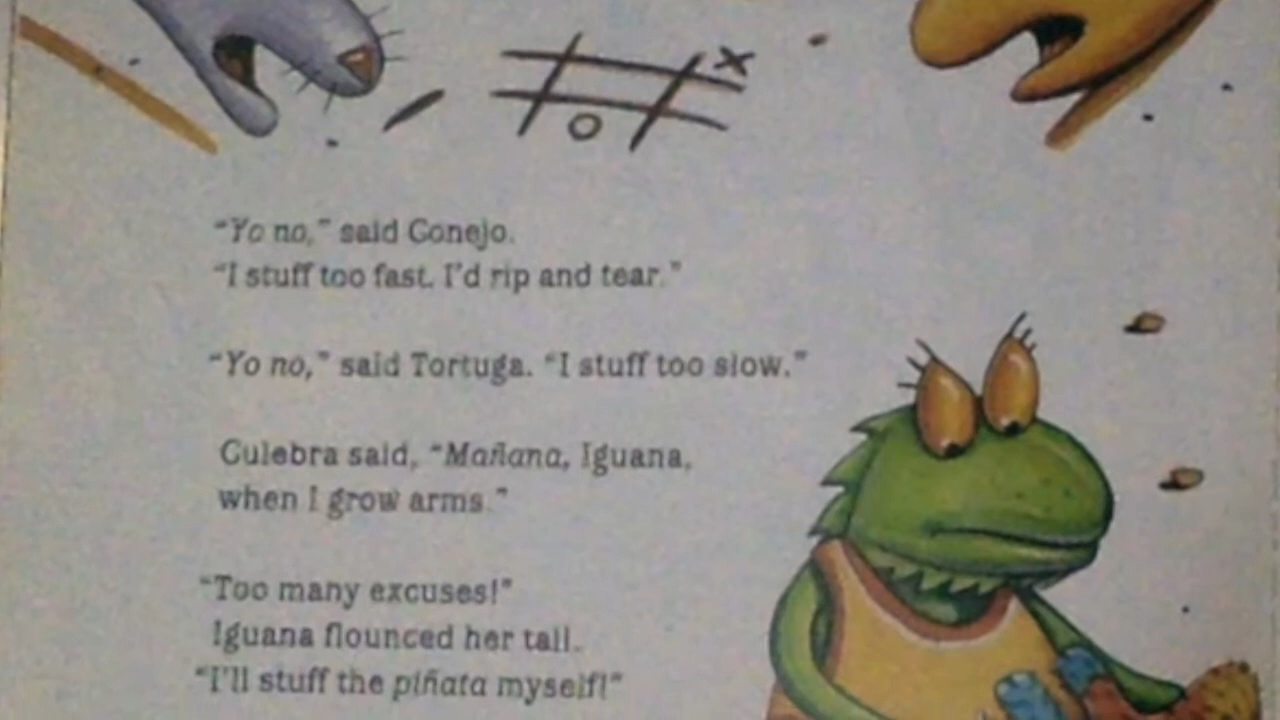 "Yo no," said Conejo.
"I stuff too fast. I'd rip and tear."
"Yo no," said Tortuga. "I stuff too slow."
Culebra said, "Mañana, Iguana,
when I grow arms."
"Too many excuses!"
Iguana flounced her tail.
"I'll stuff the piñata myself!"